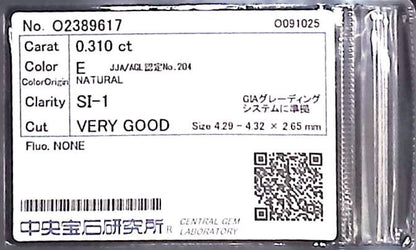 No. O2389617 O091025
Carat 0.310 ct
Color E JJA/AGL認定No.204
ColorOrigin NATURAL
Clarity SI-1 GIAグレーディング
システムに準拠
Cut VERY GOOD Size 4.29 - 4.32 × 2.65 mm
Fluo. NONE
中央宝石研究所 R CENTRAL GEM
LABORATORY